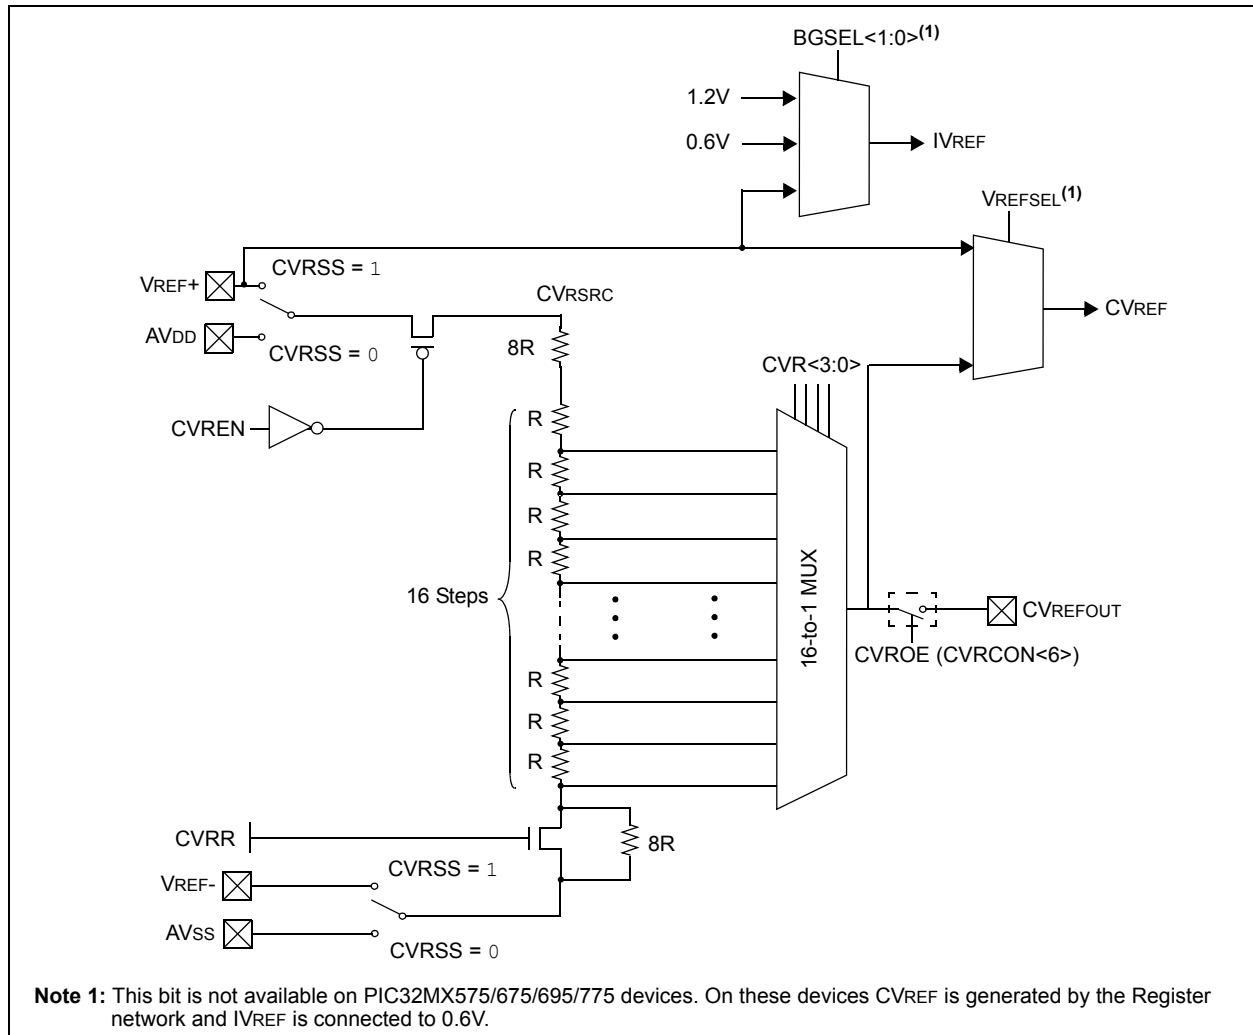 BGSEL<1:0>(1)
1.2V
0.6V
IVREF
VREFSEL(1)
CVRSS = 1
VREF+
CVRSRC
CVREF
AVDD
8R
CVRSS = 0
CVR<3:0>
R
CVREN
R
R
R
16 Steps
16-to-1 MUX
CVREFOUT
CVROE (CVRCON<6>)
R
R
R
CVRR
8R
CVRSS = 1
VREF-
AVSS
CVRSS = 0
Note 1: This bit is not available on PIC32MX575/675/695/775 devices. On these devices CVREF is generated by the Register
network and IVREF is connected to 0.6V.